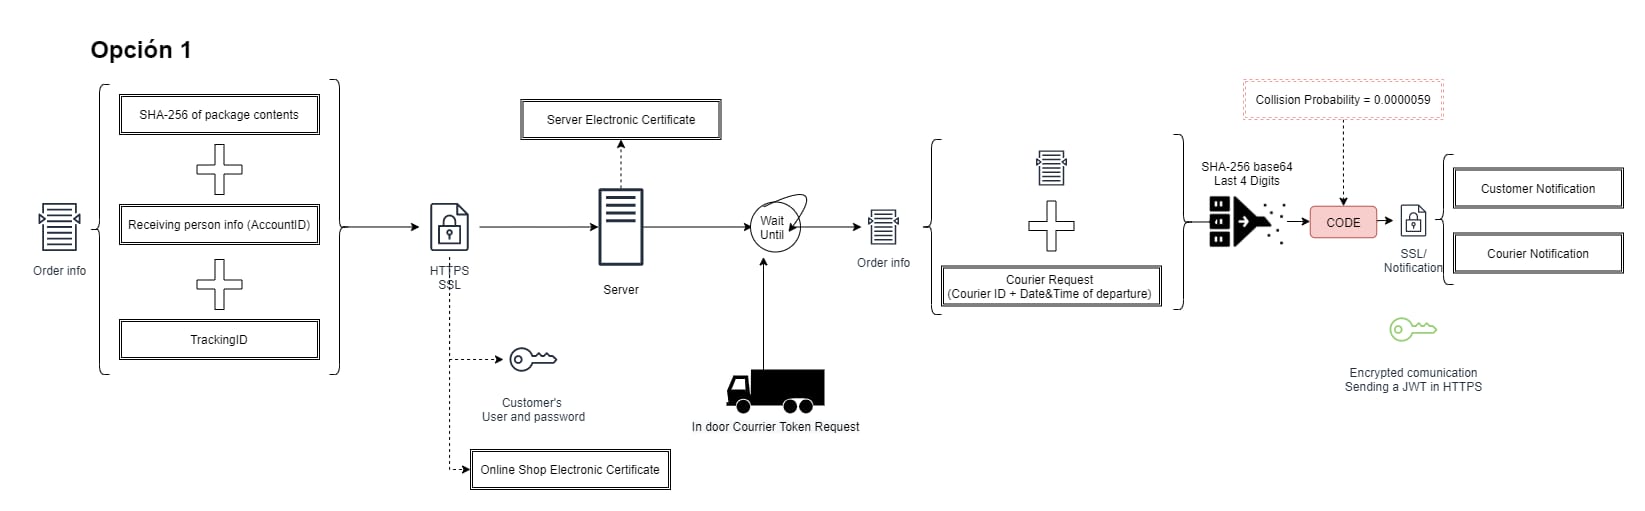 Opción 1
SHA-256 of package contents
Receiving person info (AccountID)
TrackingID
Order info
HTTPS
SSL
Customer's
User and password
Online Shop Electronic Certificate
Server Electronic Certificate
Server
Wait
Until
In door Courrier Token Request
Order info
Courier Request
(Courier ID + Date&Time of departure)
SHA-256 base64
Last 4 Digits
Collision Probability = 0.0000059
CODE
SSL/
Notification
Customer Notification
Courier Notification
Encrypted comunication
Sending a JWT in HTTPS